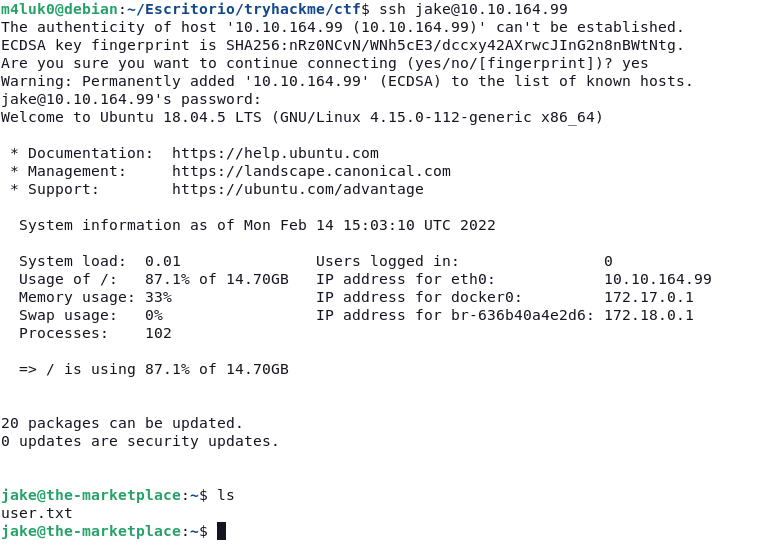 m4luk0@debian:~/Escritorio/tryhackme/ctf$ ssh jake@10.10.164.99
The authenticity of host '10.10.164.99 (10.10.164.99)' can't be established.
ECDSA key fingerprint is SHA256:nRz0NCvN/WNh5cE3/dccxy42AXrwcJInG2n8nBWtNtg.
Are you sure you want to continue connecting (yes/no/[fingerprint])? yes
Warning: Permanently added '10.10.164.99' (ECDSA) to the list of known hosts.
jake@10.10.164.99's password:
Welcome to Ubuntu 18.04.5 LTS (GNU/Linux 4.15.0-112-generic x86_64)

 * Documentation:  https://help.ubuntu.com
 * Management:     https://landscape.canonical.com
 * Support:        https://ubuntu.com/advantage

  System information as of Mon Feb 14 15:03:10 UTC 2022

  System load:  0.01              Users logged in:                0
  Usage of /:   87.1% of 14.70GB   IP address for eth0:            10.10.164.99
  Memory usage: 33%               IP address for docker0:         172.17.0.1
  Swap usage:   0%                IP address for br-636b40a4e2d6: 172.18.0.1
  Processes:    102

  => / is using 87.1% of 14.70GB


20 packages can be updated.
0 updates are security updates.


jake@the-marketplace:~$ ls
user.txt
jake@the-marketplace:~$